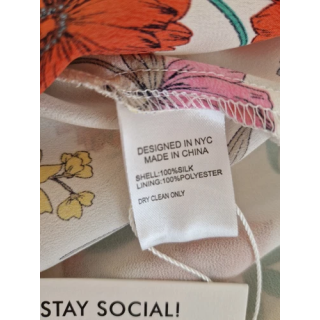 DESIGNED IN NYC
MADE IN CHINA
SHELL:100%SILK
LINING:100%POLYESTER
DRY CLEAN ONLY
STAY SOCIAL!